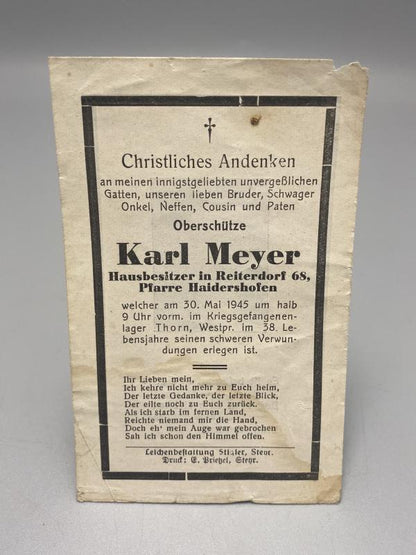 Christliches Andenken
an meinen innigstgeliebten unvergeßlichen
Gatten, unseren lieben Bruder, Schwager
Onkel, Neffen, Cousin und Paten
Oberschütze
Karl Meyer
Hausbesitzer in Reiterdorf 68,
Pfarre Haidershofen
welcher am 30. Mai 1945 um halb
9 Uhr vorm. im Kriegsgefangenen-
lager Thorn, Westpr. im 38. Le-
bensjahre seinen schweren Verwun-
dungen erlegen ist.
Ihr Lieben mein,
Ich kehre nicht mehr zu Euch heim,
Der letzte Gedanke, der letzte Blick,
Der eilte noch zu Euch zurück.
Als ich starb im fernen Land,
Reichte niemand mir die Hand,
Doch eh' mein Auge war gebrochen
Sah ich schon den Himmel offen.
Leichenbestattung Stigler, Steyr.
Druck: E. Prietzel, Steyr.